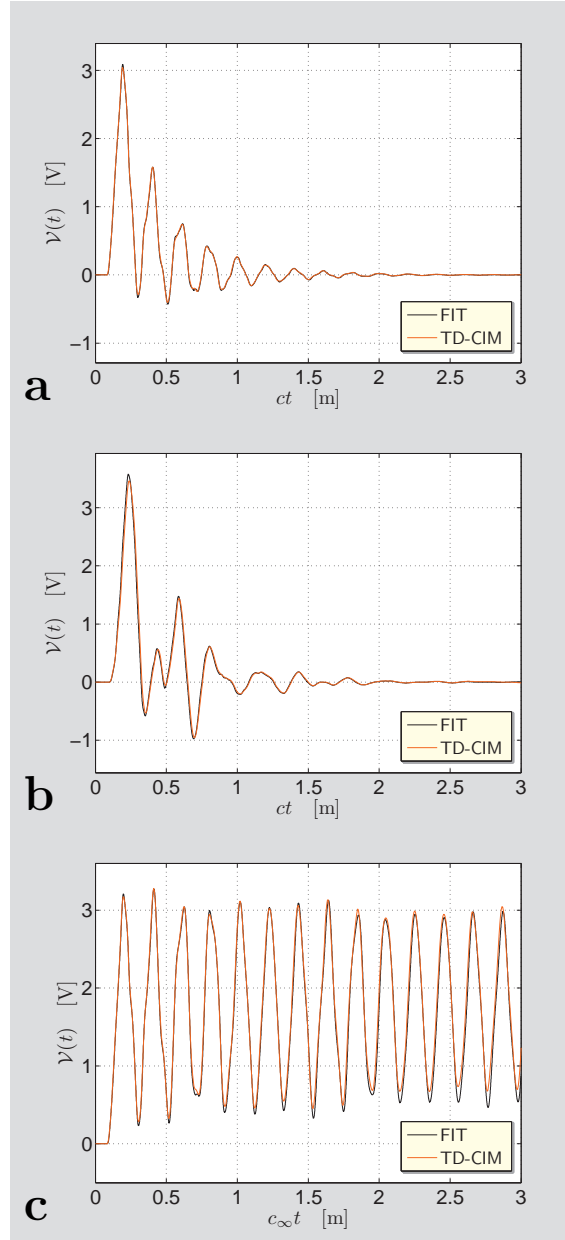 3
2
1
0
−1
𝒱(t) [V]
FIT
TD-CIM
0 0.5 1 1.5 2 2.5 3
ct [m]
a
3
2
1
0
−1
𝒱(t) [V]
FIT
TD-CIM
0 0.5 1 1.5 2 2.5 3
ct [m]
b
3
2
1
0
𝒱(t) [V]
FIT
TD-CIM
0 0.5 1 1.5 2 2.5 3
c∞t [m]
c